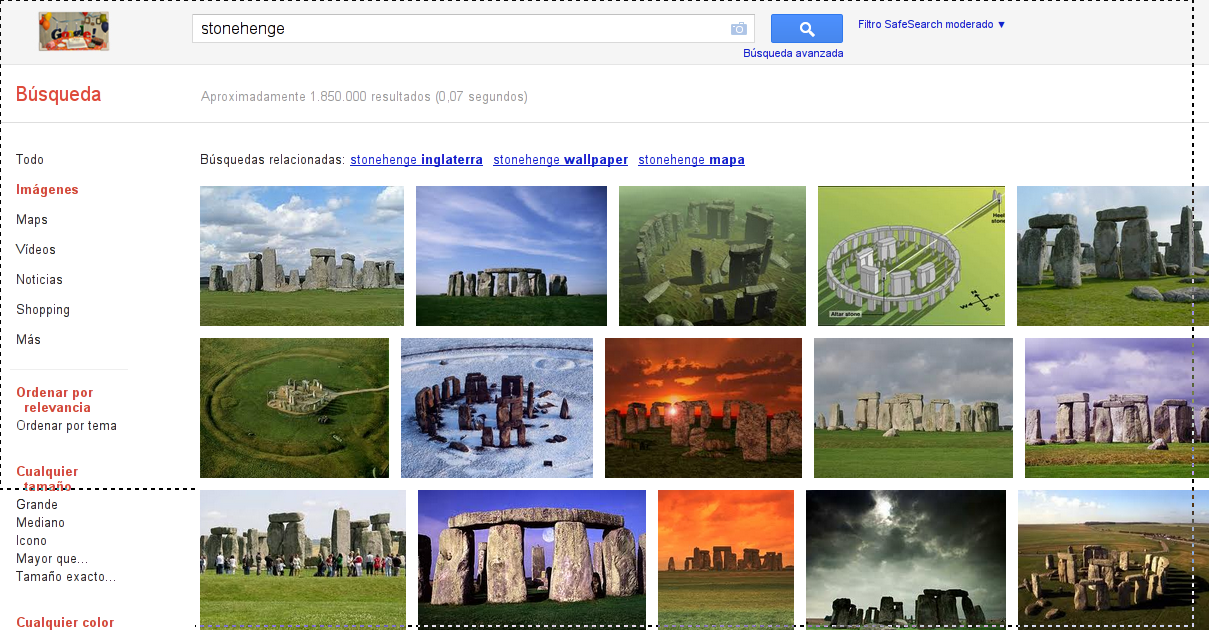 Google!
stonehenge
Filtro SafeSearch moderado ▼
Búsqueda avanzada
Búsqueda
Aproximadamente 1.850.000 resultados (0,07 segundos)
Todo
Imágenes
Maps
Vídeos
Noticias
Shopping
Más
Ordenar por
relevancia
Ordenar por tema
Cualquier
tamaño
Grande
Mediano
Icono
Mayor que...
Tamaño exacto...
Cualquier color
Búsquedas relacionadas: stonehenge inglaterra stonehenge wallpaper stonehenge mapa
Heel
stone
N
E
W
S
Altar stone